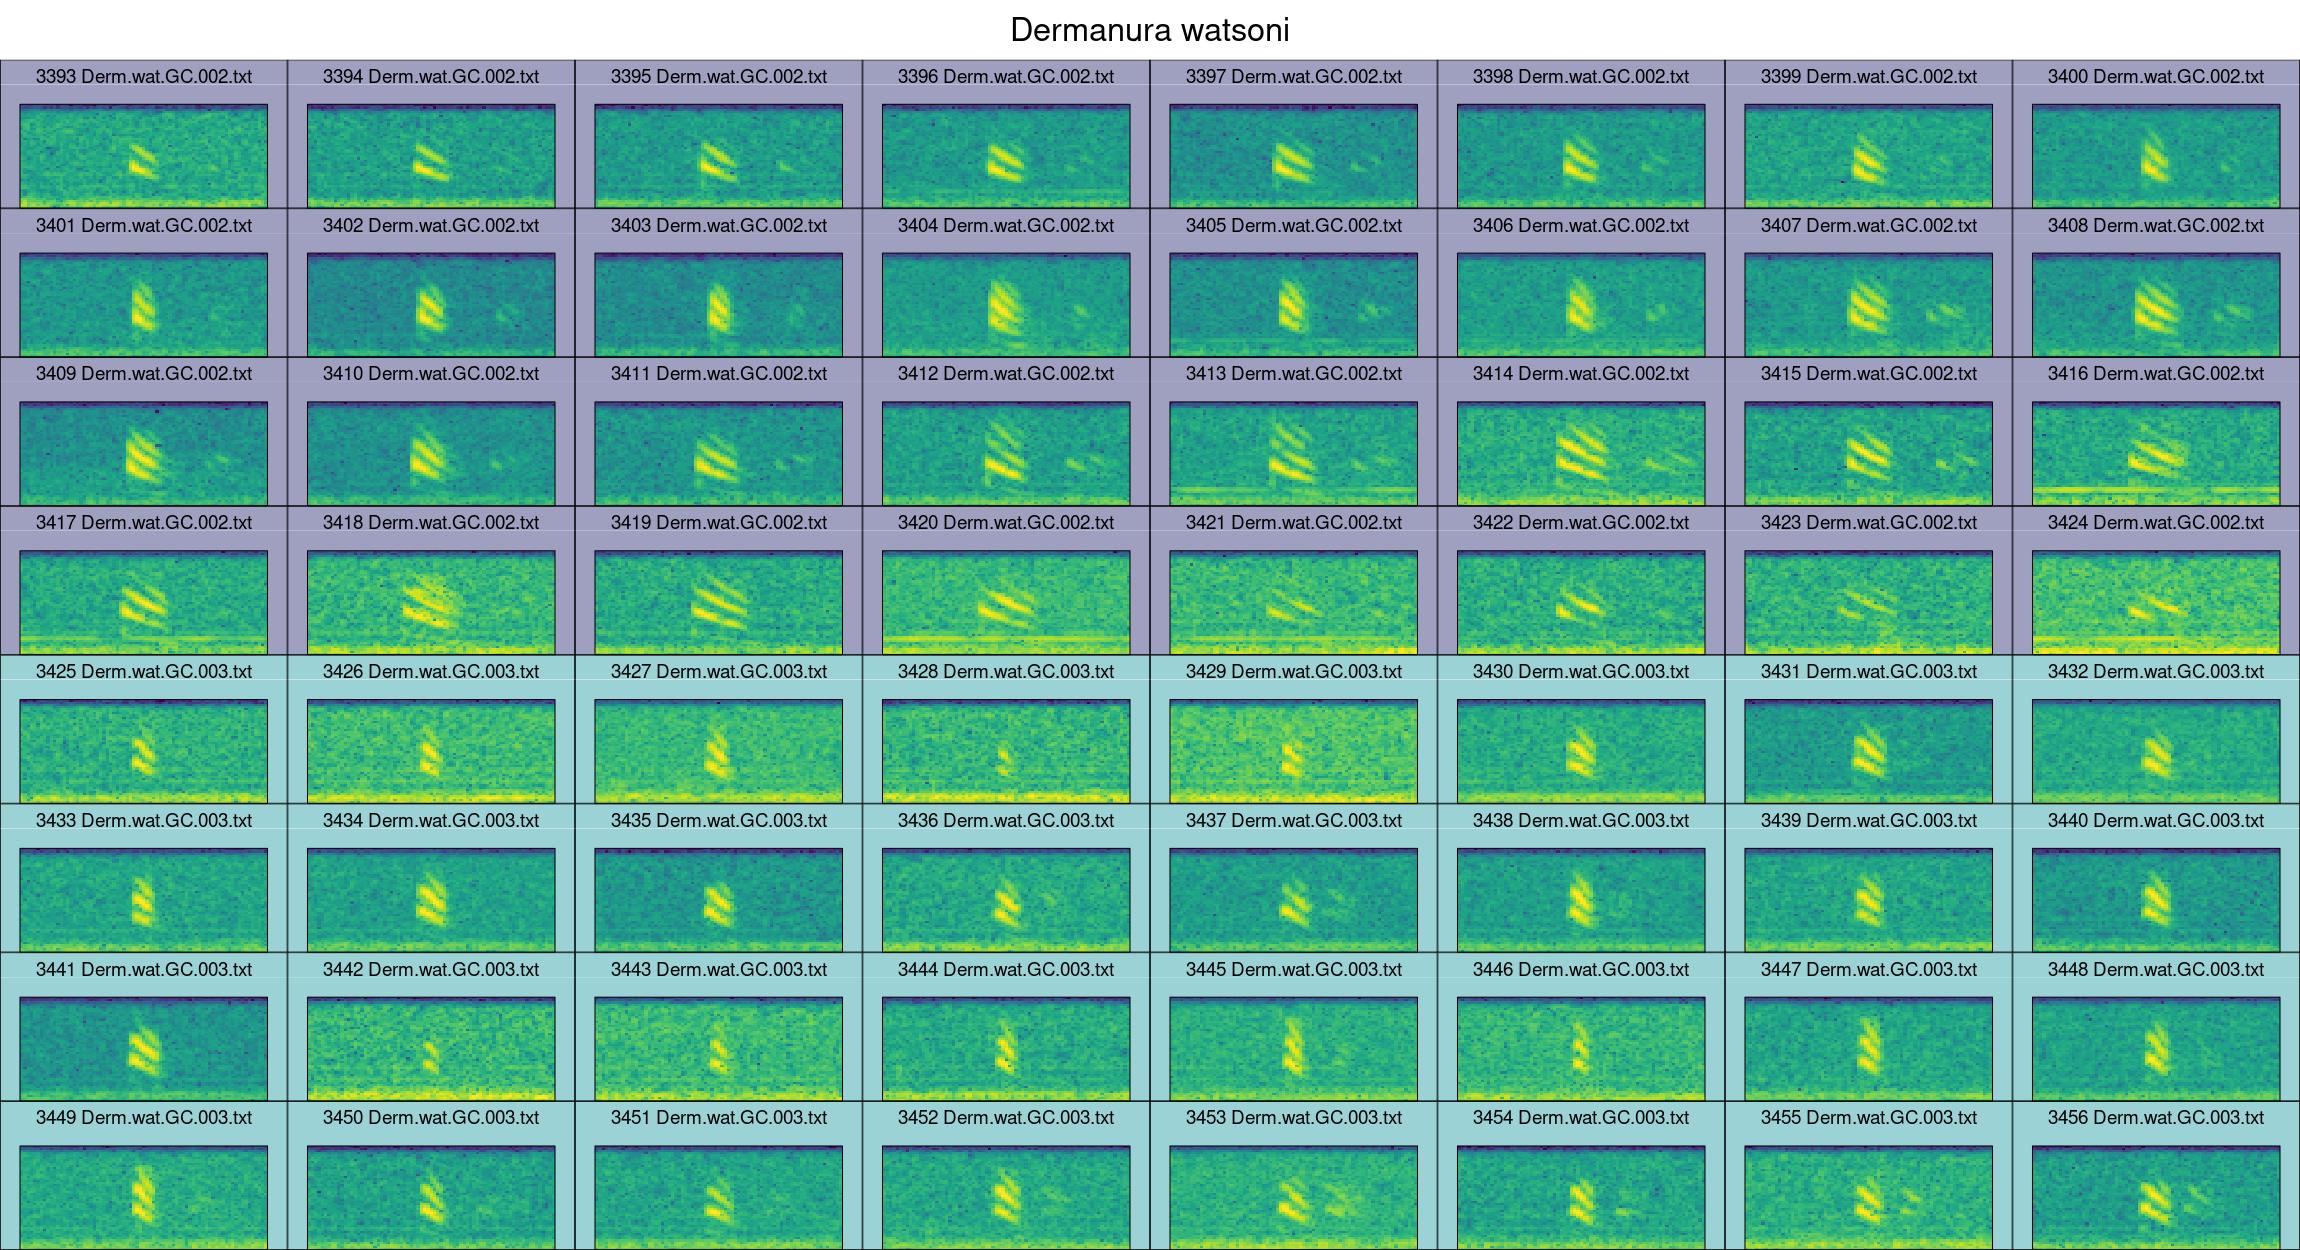 Dermanura watsoni
3393 Derm.wat.GC.002.txt 3394 Derm.wat.GC.002.txt 3395 Derm.wat.GC.002.txt 3396 Derm.wat.GC.002.txt 3397 Derm.wat.GC.002.txt 3398 Derm.wat.GC.002.txt 3399 Derm.wat.GC.002.txt 3400 Derm.wat.GC.002.txt
3401 Derm.wat.GC.002.txt 3402 Derm.wat.GC.002.txt 3403 Derm.wat.GC.002.txt 3404 Derm.wat.GC.002.txt 3405 Derm.wat.GC.002.txt 3406 Derm.wat.GC.002.txt 3407 Derm.wat.GC.002.txt 3408 Derm.wat.GC.002.txt
3409 Derm.wat.GC.002.txt 3410 Derm.wat.GC.002.txt 3411 Derm.wat.GC.002.txt 3412 Derm.wat.GC.002.txt 3413 Derm.wat.GC.002.txt 3414 Derm.wat.GC.002.txt 3415 Derm.wat.GC.002.txt 3416 Derm.wat.GC.002.txt
3417 Derm.wat.GC.002.txt 3418 Derm.wat.GC.002.txt 3419 Derm.wat.GC.002.txt 3420 Derm.wat.GC.002.txt 3421 Derm.wat.GC.002.txt 3422 Derm.wat.GC.002.txt 3423 Derm.wat.GC.002.txt 3424 Derm.wat.GC.002.txt
3425 Derm.wat.GC.003.txt 3426 Derm.wat.GC.003.txt 3427 Derm.wat.GC.003.txt 3428 Derm.wat.GC.003.txt 3429 Derm.wat.GC.003.txt 3430 Derm.wat.GC.003.txt 3431 Derm.wat.GC.003.txt 3432 Derm.wat.GC.003.txt
3433 Derm.wat.GC.003.txt 3434 Derm.wat.GC.003.txt 3435 Derm.wat.GC.003.txt 3436 Derm.wat.GC.003.txt 3437 Derm.wat.GC.003.txt 3438 Derm.wat.GC.003.txt 3439 Derm.wat.GC.003.txt 3440 Derm.wat.GC.003.txt
3441 Derm.wat.GC.003.txt 3442 Derm.wat.GC.003.txt 3443 Derm.wat.GC.003.txt 3444 Derm.wat.GC.003.txt 3445 Derm.wat.GC.003.txt 3446 Derm.wat.GC.003.txt 3447 Derm.wat.GC.003.txt 3448 Derm.wat.GC.003.txt
3449 Derm.wat.GC.003.txt 3450 Derm.wat.GC.003.txt 3451 Derm.wat.GC.003.txt 3452 Derm.wat.GC.003.txt 3453 Derm.wat.GC.003.txt 3454 Derm.wat.GC.003.txt 3455 Derm.wat.GC.003.txt 3456 Derm.wat.GC.003.txt